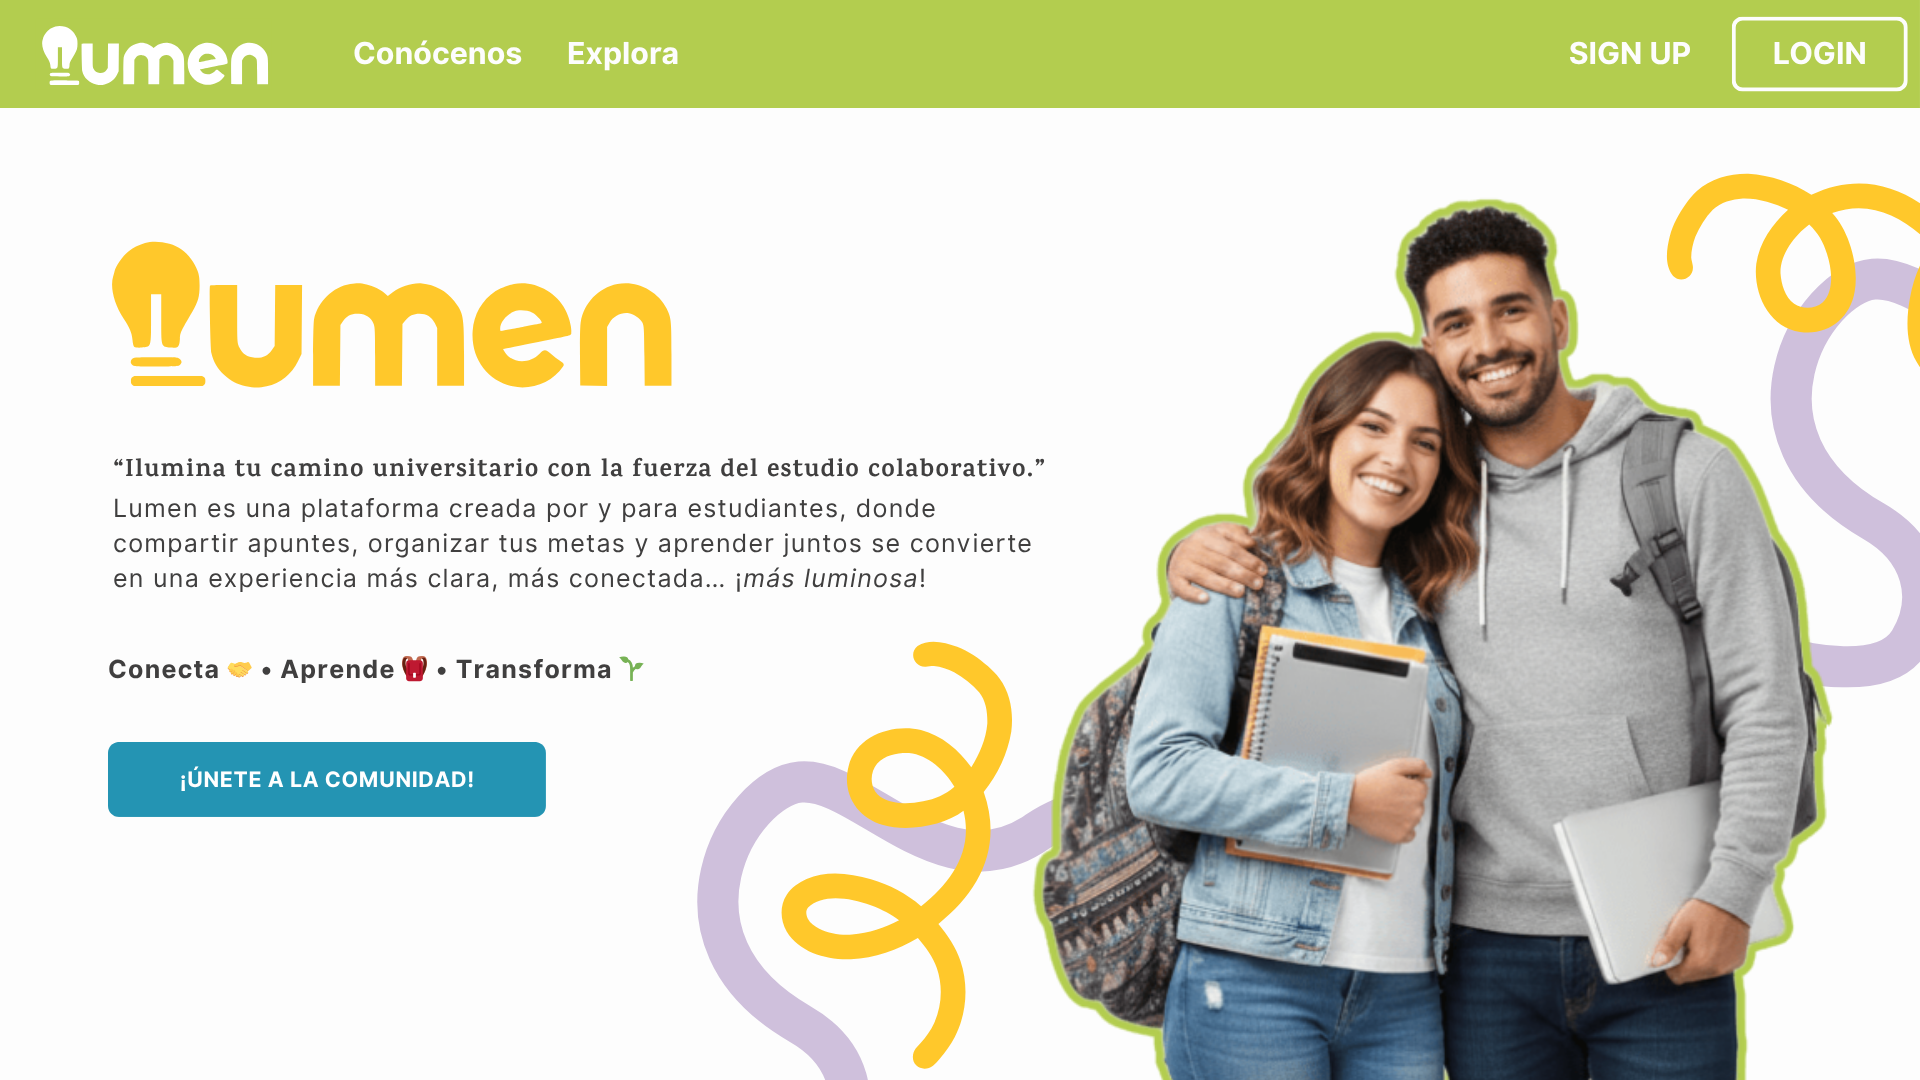 Lumen
Conócenos
Explora
SIGN UP
LOGIN
Lumen
“Ilumina tu camino universitario con la fuerza del estudio colaborativo.”
Lumen es una plataforma creada por y para estudiantes, donde
compartir apuntes, organizar tus metas y aprender juntos se convierte
en una experiencia más clara, más conectada... ¡más luminosa!
Conecta 🤝 • Aprende 🎒 • Transforma 🌱
¡ÚNETE A LA COMUNIDAD!